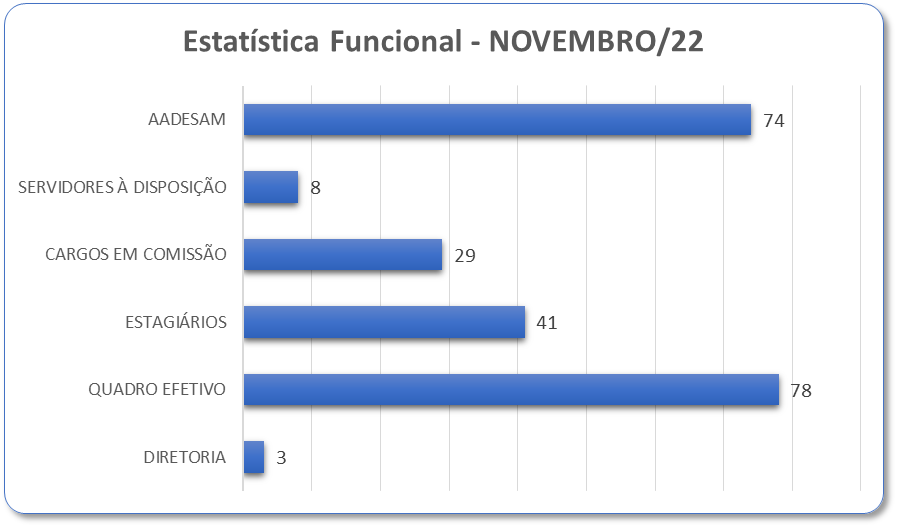 Estatística Funcional - NOVEMBRO/22
AADESAM 74
SERVIDORES À DISPOSIÇÃO 8
CARGOS EM COMISSÃO 29
ESTAGIÁRIOS 41
QUADRO EFETIVO 78
DIRETORIA 3